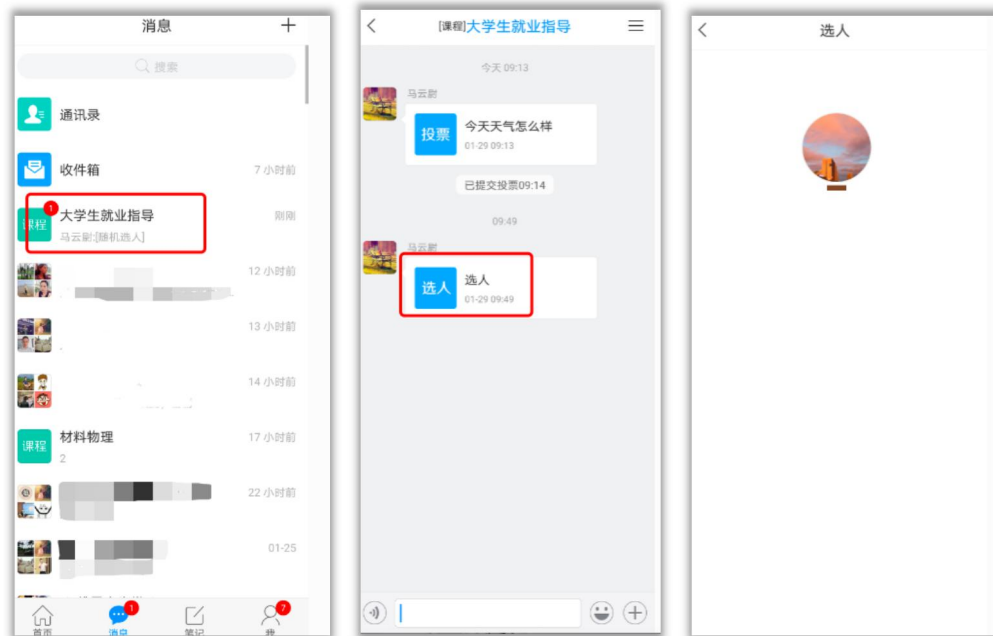 消息
搜索
通讯录
收件箱
7 小时前
1
课程
大学生就业指导
刚刚
马云尉:[随机选人]
12 小时前
13 小时前
14 小时前
课程
材料物理
17 小时前
2
22 小时前
01-25
1
7
首页
消息
笔记
我
[课程]大学生就业指导
今天 09:13
马云尉
投票
今天天气怎么样
01-29 09:13
已提交投票09:14
09:49
马云尉
选人
选人
01-29 09:49
选人